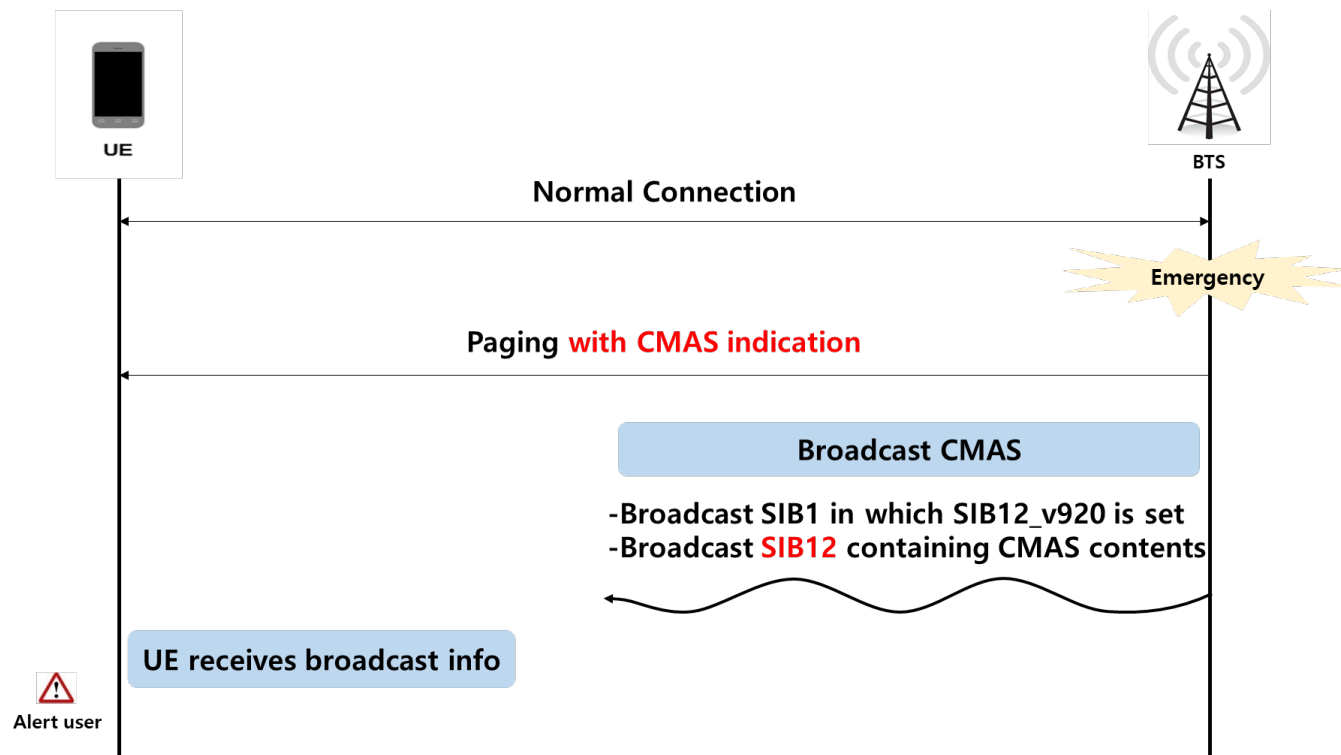 UE
BTS
Normal Connection
Emergency
Paging with CMAS indication
Broadcast CMAS
-Broadcast SIB1 in which SIB12_v920 is set
-Broadcast SIB12 containing CMAS contents
UE receives broadcast info
Alert user